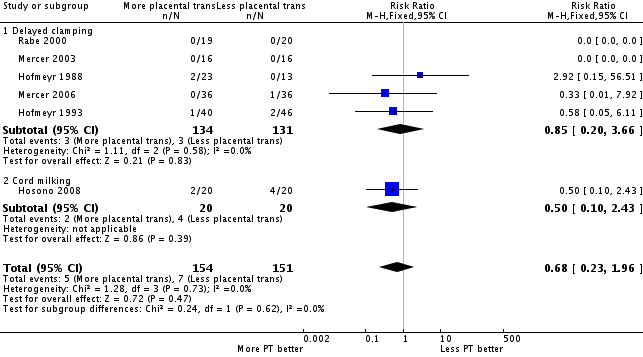 Study or subgroup More placental trans Less placental trans Risk Ratio Risk Ratio
n/N n/N M-H,Fixed,95% CI M-H,Fixed,95% CI
1 Delayed clamping
Rabe 2000 0/19 0/20 0.0 [ 0.0, 0.0]
Mercer 2003 0/16 0/16 0.0 [ 0.0, 0.0]
Hofmeyr 1988 2/23 0/13 2.92 [ 0.15, 56.51]
Mercer 2006 0/36 1/36 0.33 [ 0.01, 7.92]
Hofmeyr 1993 1/40 2/46 0.58 [ 0.05, 6.11]
Subtotal (95% CI) 134 131 0.85 [ 0.20, 3.66]
Total events: 3 (More placental trans), 3 (Less placental trans)
Heterogeneity: Chi² = 1.11, df = 2 (P = 0.58); I² =0.0%
Test for overall effect: Z = 0.21 (P = 0.83)
2 Cord milking
Hosono 2008 2/20 4/20 0.50 [ 0.10, 2.43]
Subtotal (95% CI) 20 20 0.50 [ 0.10, 2.43]
Total events: 2 (More placental trans), 4 (Less placental trans)
Heterogeneity: not applicable
Test for overall effect: Z = 0.86 (P = 0.39)
Total (95% CI) 154 151 0.68 [ 0.23, 1.96]
Total events: 5 (More placental trans), 7 (Less placental trans)
Heterogeneity: Chi² = 1.28, df = 3 (P = 0.73); I² =0.0%
Test for overall effect: Z = 0.72 (P = 0.47)
Test for subgroup differences: Chi² = 0.24, df = 1 (P = 0.62), I² =0.0%
0.002 0.1 1 10 500
More PT better Less PT better